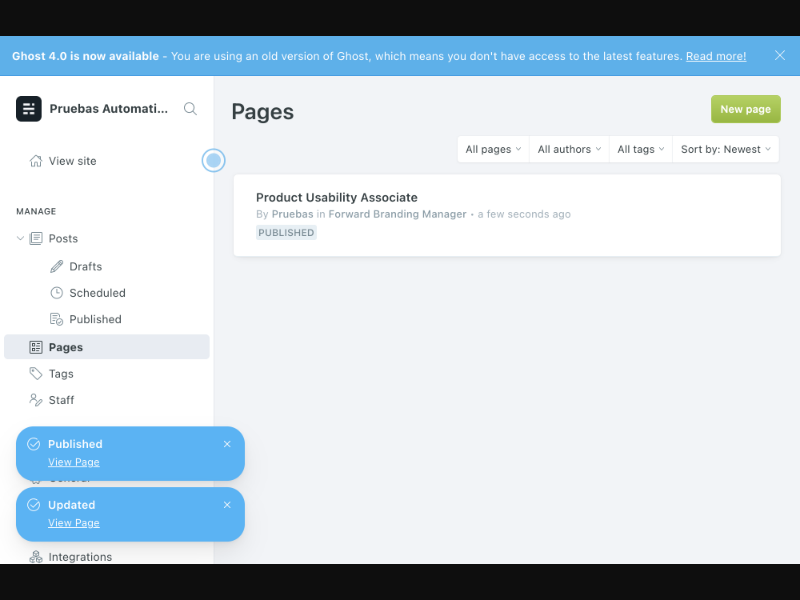 Ghost 4.0 is now available - You are using an old version of Ghost, which means you don't have access to the latest features. Read more!
Pruebas Automati...
Pages
New page
View site
All pages
All authors
All tags
Sort by: Newest
Product Usability Associate
By Pruebas in Forward Branding Manager • a few seconds ago
PUBLISHED
MANAGE
Posts
Drafts
Scheduled
Published
Pages
Tags
Staff
Published
View Page
Updated
View Page
Integrations